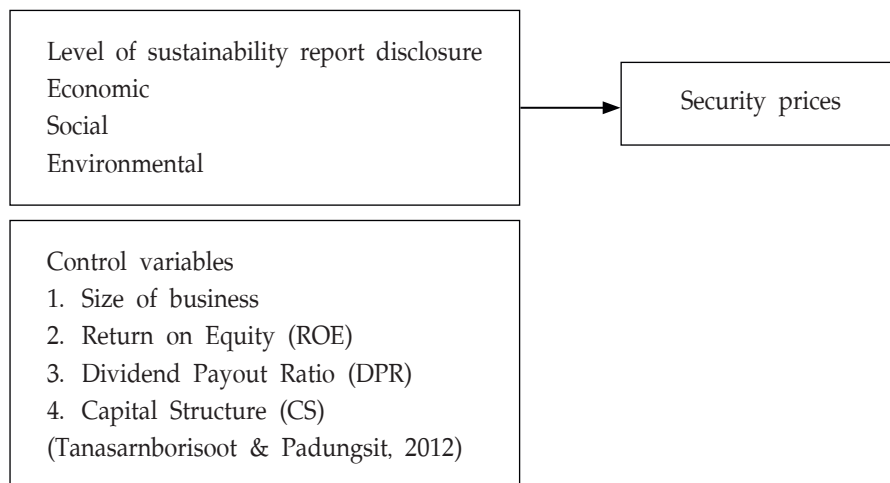 Level of sustainability report disclosure
Economic
Social
Environmental
Security prices
Control variables
1. Size of business
2. Return on Equity (ROE)
3. Dividend Payout Ratio (DPR)
4. Capital Structure (CS)
(Tanasarnborisoot & Padungsit, 2012)